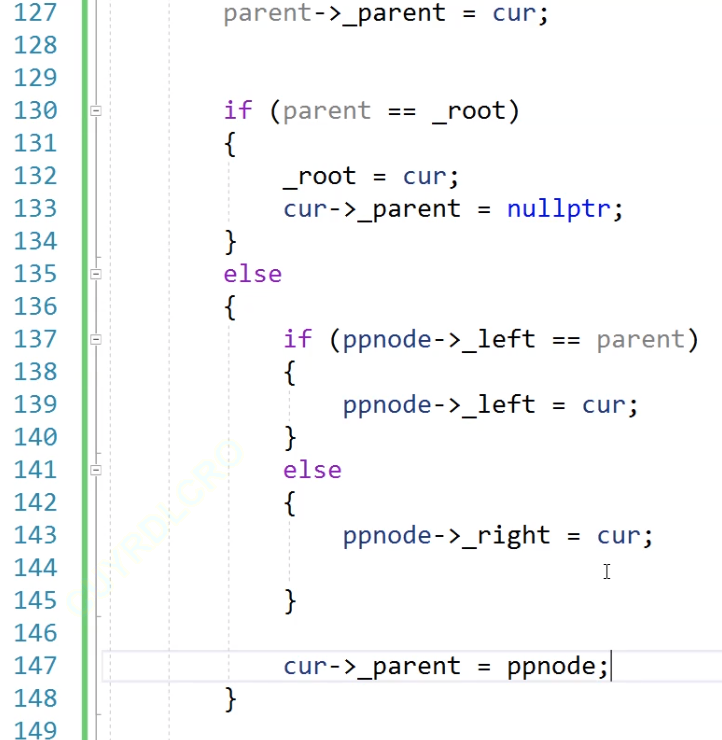 127 parent->_parent = cur;
128
129
130 if (parent == _root)
131 {
132 _root = cur;
133 cur->_parent = nullptr;
134 }
135 else
136 {
137 if (ppnode->_left == parent)
138 {
139 ppnode->_left = cur;
140 }
141 else
142 {
143 ppnode->_right = cur;
144
145 }
146
147 cur->_parent = ppnode;
148 }
149